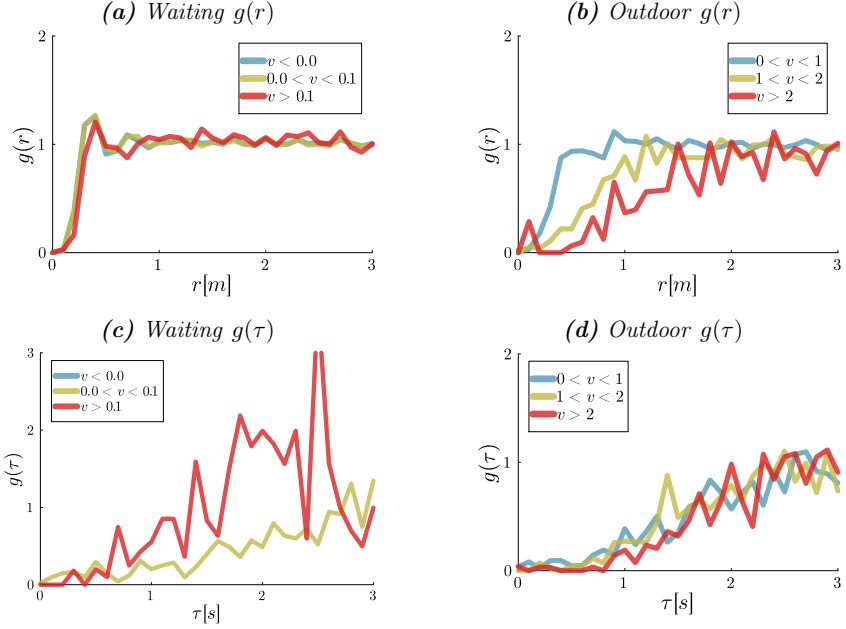 (a) Waiting g(r)
2
1
0
g(r)
v < 0.0
0.0 < v < 0.1
v > 0.1
0 1 2 3
r[m]
(b) Outdoor g(r)
2
1
0
g(r)
0 < v < 1
1 < v < 2
v > 2
0 1 2 3
r[m]
(c) Waiting g(τ)
3
2
1
0
g(τ)
v < 0.0
0.0 < v < 0.1
v > 0.1
0 1 2 3
τ[s]
(d) Outdoor g(τ)
2
1
0
g(τ)
0 < v < 1
1 < v < 2
v > 2
0 1 2 3
τ[s]